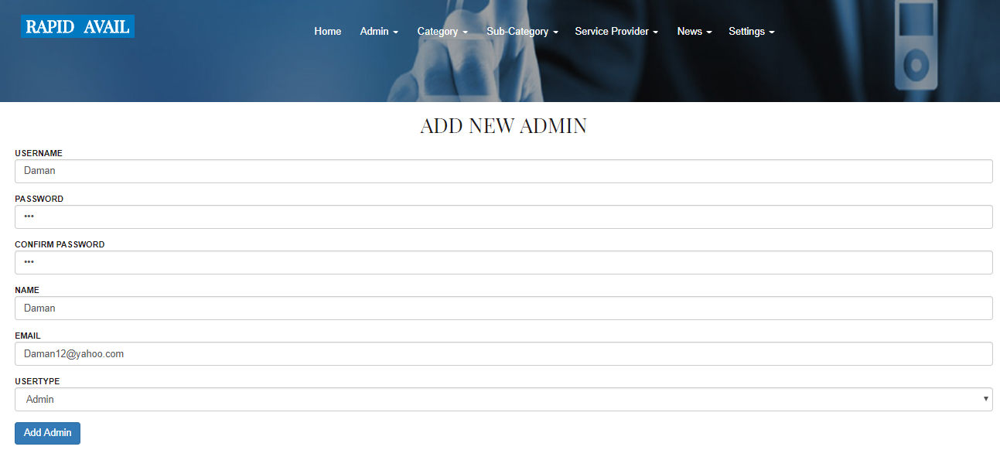 RAPID AVAIL
Home Admin Category Sub-Category Service Provider News Settings
ADD NEW ADMIN
USERNAME
Daman
PASSWORD
•••
CONFIRM PASSWORD
•••
NAME
Daman
EMAIL
Daman12@yahoo.com
USERTYPE
Admin
Add Admin